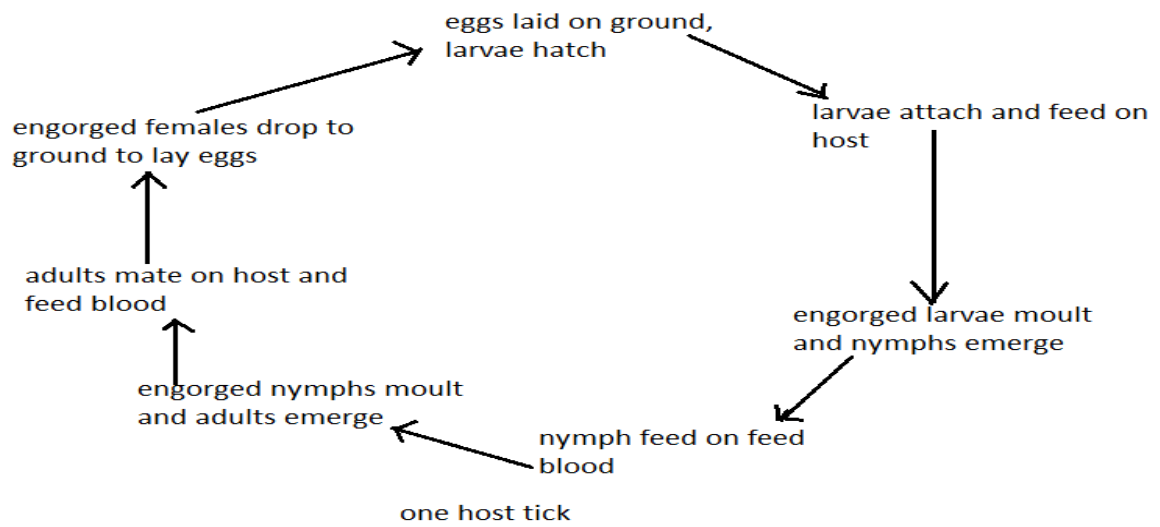 eggs laid on ground,
larvae hatch
larvae attach and feed on
host
engorged larvae moult
and nymphs emerge
nymph feed on feed
blood
engorged nymphs moult
and adults emerge
adults mate on host and
feed blood
engorged females drop to
ground to lay eggs
one host tick